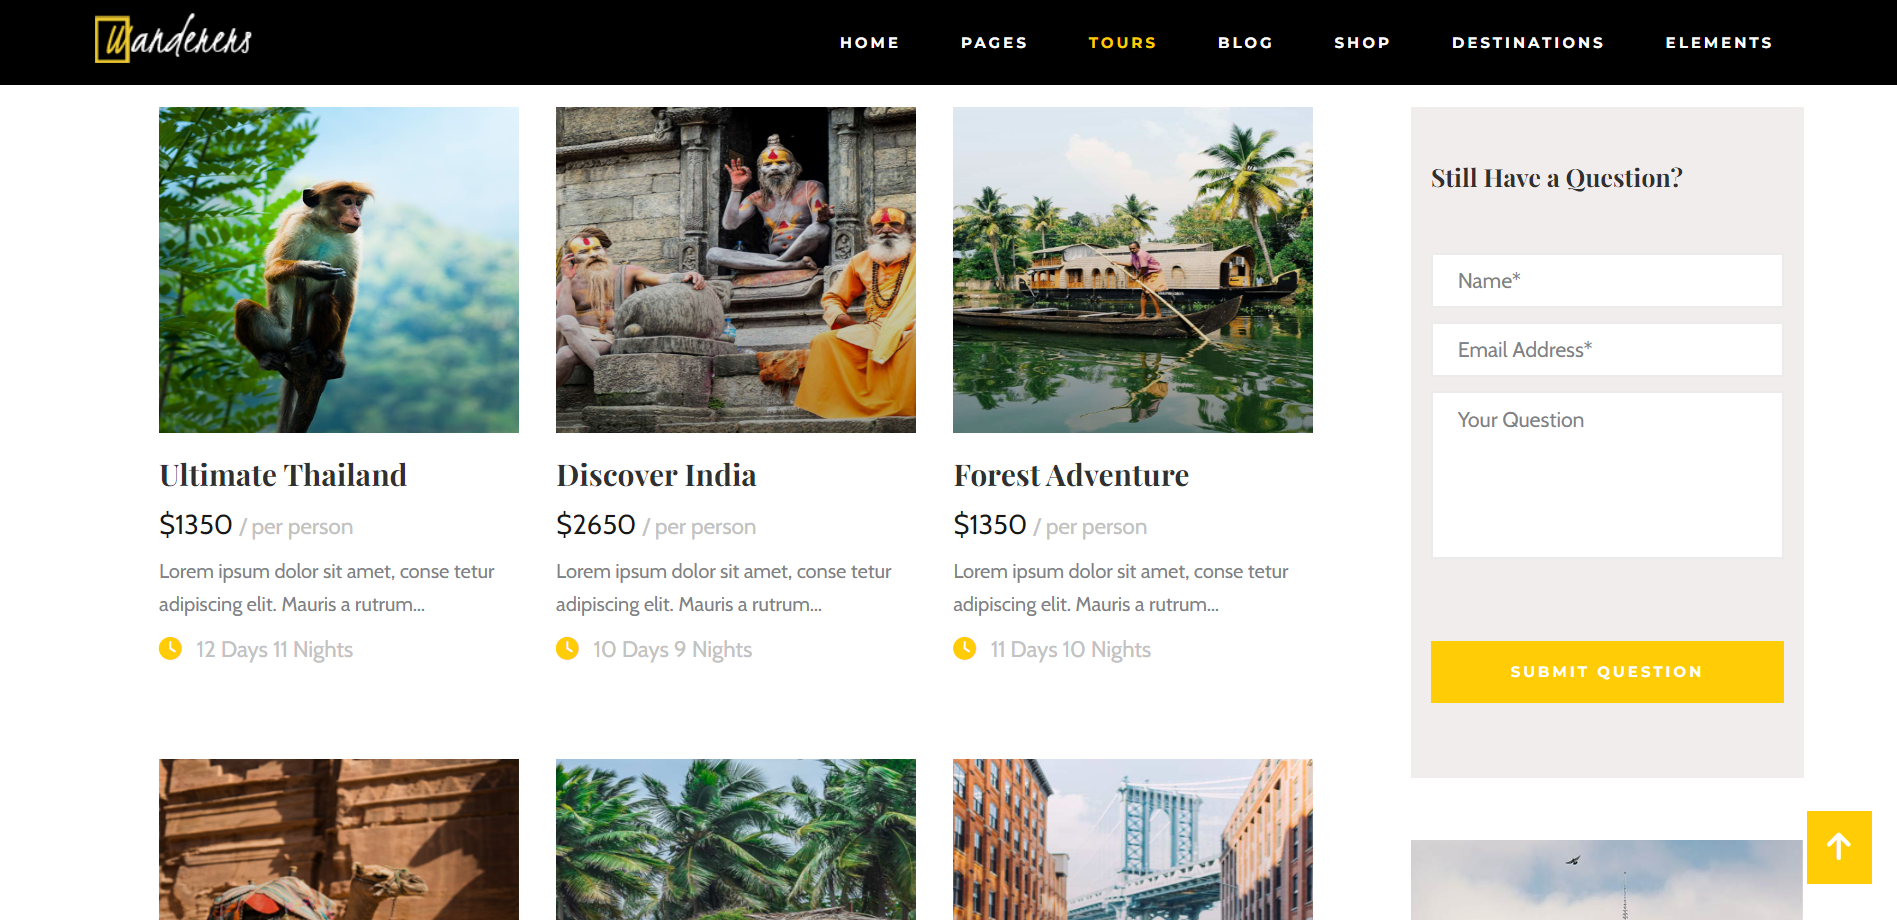 Wanderers
HOME PAGES TOURS BLOG SHOP DESTINATIONS ELEMENTS
Ultimate Thailand
$1350 / per person
Lorem ipsum dolor sit amet, conse tetur
adipiscing elit. Mauris a rutrum...
12 Days 11 Nights
Discover India
$2650 / per person
Lorem ipsum dolor sit amet, conse tetur
adipiscing elit. Mauris a rutrum...
10 Days 9 Nights
Forest Adventure
$1350 / per person
Lorem ipsum dolor sit amet, conse tetur
adipiscing elit. Mauris a rutrum...
11 Days 10 Nights
Still Have a Question?
Name*
Email Address*
Your Question
SUBMIT QUESTION